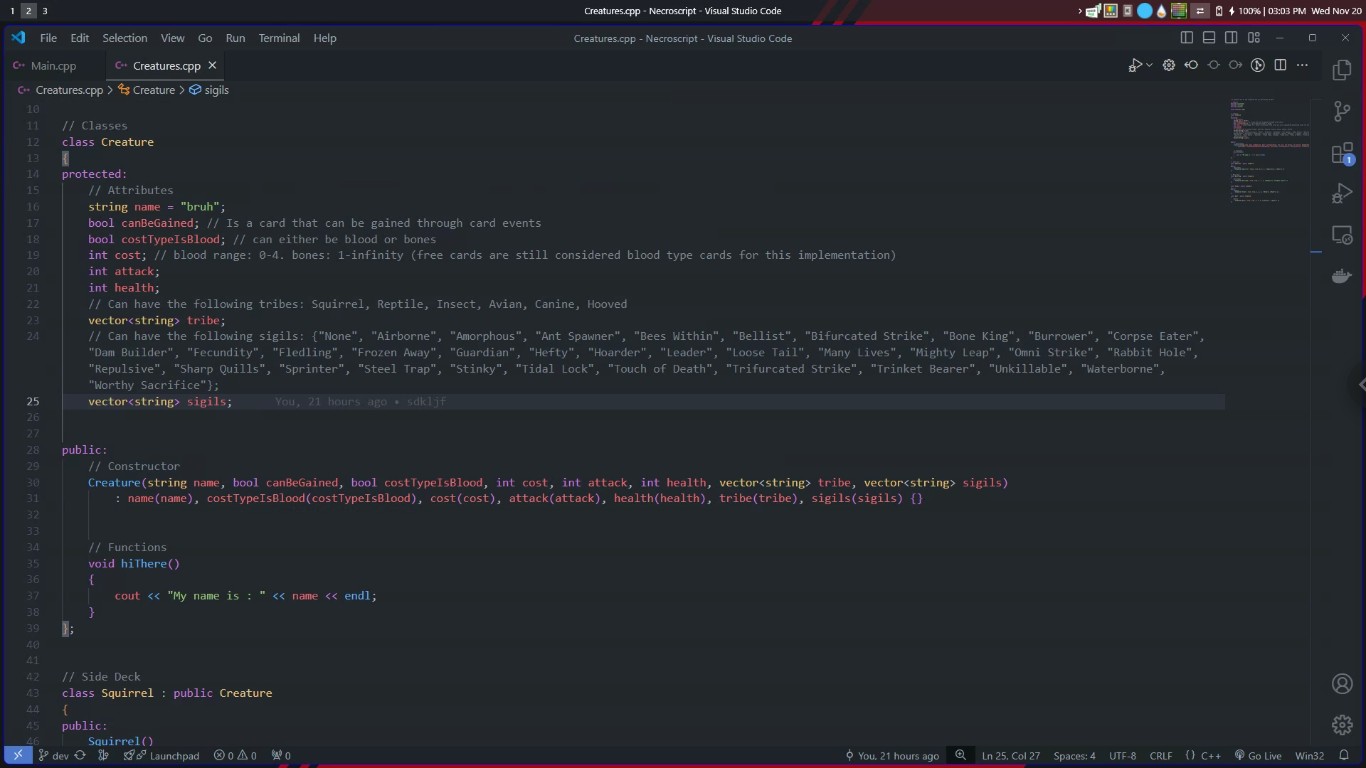 1 2 3 Creatures.cpp - Necroscript - Visual Studio Code 100% | 03:03 PM Wed Nov 20
File Edit Selection View Go Run Terminal Help Creatures.cpp - Necroscript - Visual Studio Code
Main.cpp Creatures.cpp
Creatures.cpp > Creature > sigils
10
11 // Classes
12 class Creature
13 {
14 protected:
15 // Attributes
16 string name = "bruh";
17 bool canBeGained; // Is a card that can be gained through card events
18 bool costTypeIsBlood; // can either be blood or bones
19 int cost; // blood range: 0-4. bones: 1-infinity (free cards are still considered blood type cards for this implementation)
20 int attack;
21 int health;
22 // Can have the following tribes: Squirrel, Reptile, Insect, Avian, Canine, Hooved
23 vector<string> tribe;
24 // Can have the following sigils: {"None", "Airborne", "Amorphous", "Ant Spawner", "Bees Within", "Bellist", "Bifurcated Strike", "Bone King", "Burrower", "Corpse Eater",
"Dam Builder", "Fecundity", "Fledling", "Frozen Away", "Guardian", "Hefty", "Hoarder", "Leader", "Loose Tail", "Many Lives", "Mighty Leap", "Omni Strike", "Rabbit Hole",
"Repulsive", "Sharp Quills", "Sprinter", "Steel Trap", "Stinky", "Tidal Lock", "Touch of Death", "Trifurcated Strike", "Trinket Bearer", "Unkillable", "Waterborne",
"Worthy Sacrifice"};
25 vector<string> sigils; You, 21 hours ago • sdkljf
26
27
28 public:
29 // Constructor
30 Creature(string name, bool canBeGained, bool costTypeIsBlood, int cost, int attack, int health, vector<string> tribe, vector<string> sigils)
31 : name(name), costTypeIsBlood(costTypeIsBlood), cost(cost), attack(attack), health(health), tribe(tribe), sigils(sigils) {}
32
33
34 // Functions
35 void hiThere()
36 {
37 cout << "My name is : " << name << endl;
38 }
39 };
40
41
42 // Side Deck
43 class Squirrel : public Creature
44 {
45 public:
46 Squirrel()
1
dev Launchpad 0 0 0 You, 21 hours ago Ln 25, Col 27 Spaces: 4 UTF-8 CRLF {} C++ Go Live Win32